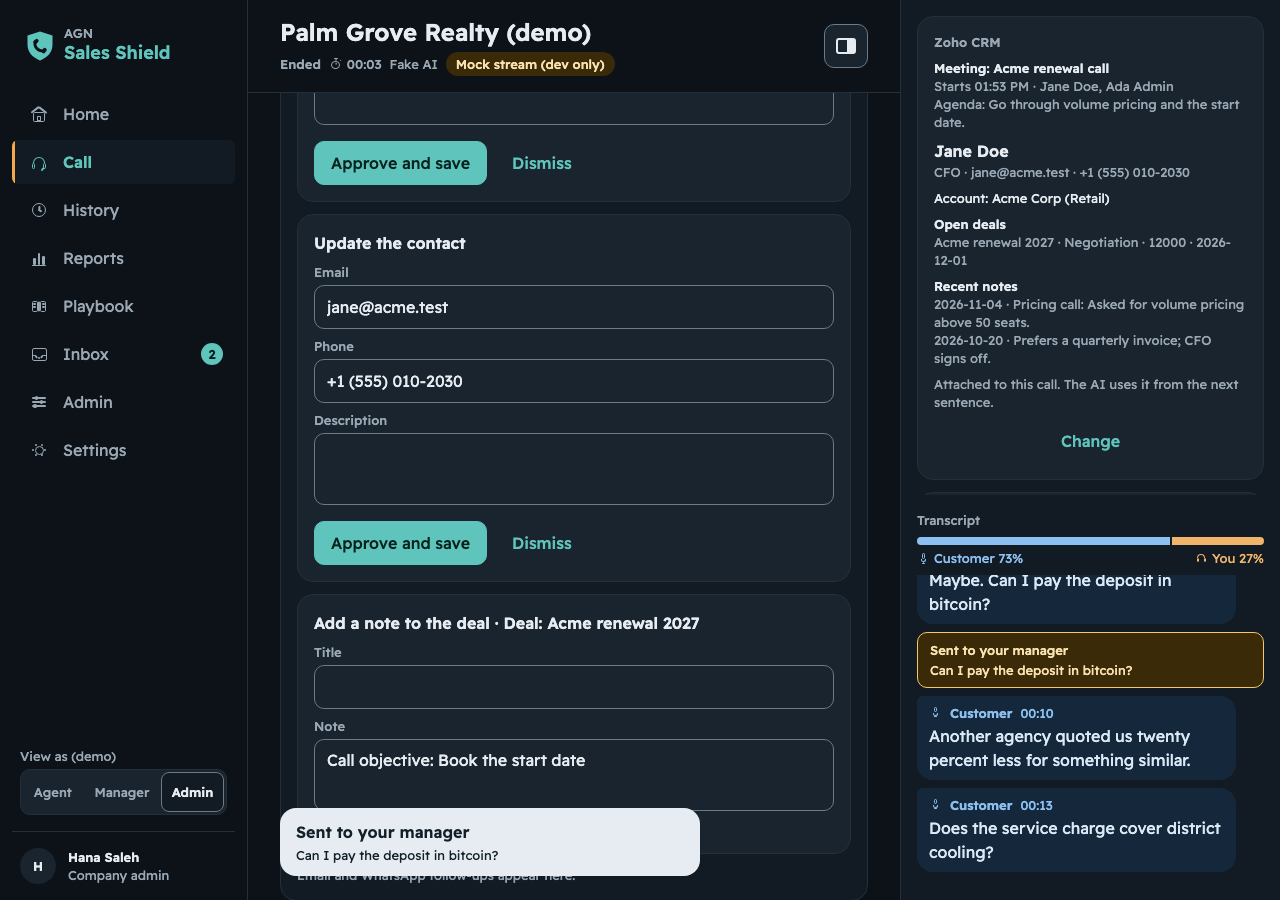 AGN
Sales Shield
Home
Call
History
Reports
Playbook
Inbox
2
Admin
Settings
View as (demo)
Agent
Manager
Admin
H
Hana Saleh
Company admin
Palm Grove Realty (demo)
Ended
00:03
Fake AI
Mock stream (dev only)
Approve and save
Dismiss
Update the contact
Email
jane@acme.test
Phone
+1 (555) 010-2030
Description
Approve and save
Dismiss
Add a note to the deal · Deal: Acme renewal 2027
Title
Note
Call objective: Book the start date
Sent to your manager
Can I pay the deposit in bitcoin?
Email and WhatsApp follow-ups appear here.
Zoho CRM
Meeting: Acme renewal call
Starts 01:53 PM · Jane Doe, Ada Admin
Agenda: Go through volume pricing and the start
date.
Jane Doe
CFO · jane@acme.test · +1 (555) 010-2030
Account: Acme Corp (Retail)
Open deals
Acme renewal 2027 · Negotiation · 12000 · 2026-
12-01
Recent notes
2026-11-04 · Pricing call: Asked for volume pricing
above 50 seats.
2026-10-20 · Prefers a quarterly invoice; CFO
signs off.
Attached to this call. The AI uses it from the next
sentence.
Change
Transcript
Customer 73%
You 27%
Maybe. Can I pay the deposit in
bitcoin?
Sent to your manager
Can I pay the deposit in bitcoin?
Customer 00:10
Another agency quoted us twenty
percent less for something similar.
Customer 00:13
Does the service charge cover district
cooling?